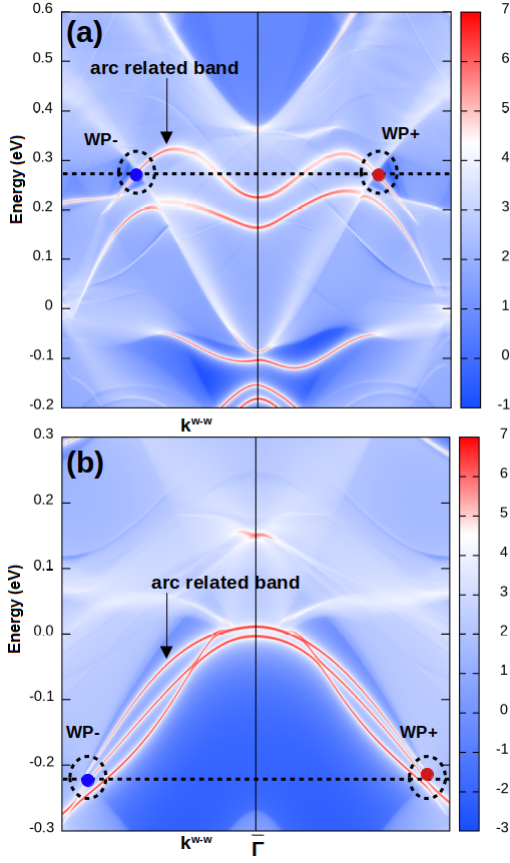 (a)
arc related band
WP-
WP+
Energy (eV)
0.6
0.5
0.4
0.3
0.2
0.1
0
-0.1
-0.2
7
6
5
4
3
2
1
0
-1
k^w-w
(b)
arc related band
WP-
WP+
Energy (eV)
0.3
0.2
0.1
0.0
-0.1
-0.2
-0.3
7
6
5
4
3
2
1
0
-1
-2
-3
k^w-w
Γ̅